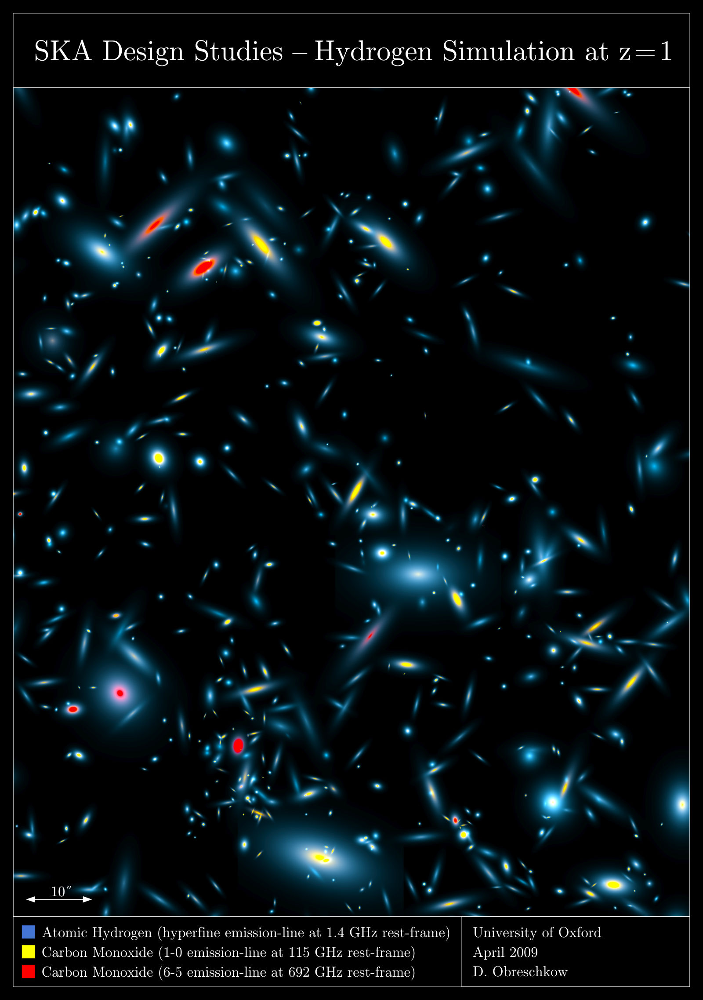 SKA Design Studies – Hydrogen Simulation at z=1
10″
Atomic Hydrogen (hyperfine emission-line at 1.4 GHz rest-frame)
Carbon Monoxide (1-0 emission-line at 115 GHz rest-frame)
Carbon Monoxide (6-5 emission-line at 692 GHz rest-frame)
University of Oxford
April 2009
D. Obreschkow